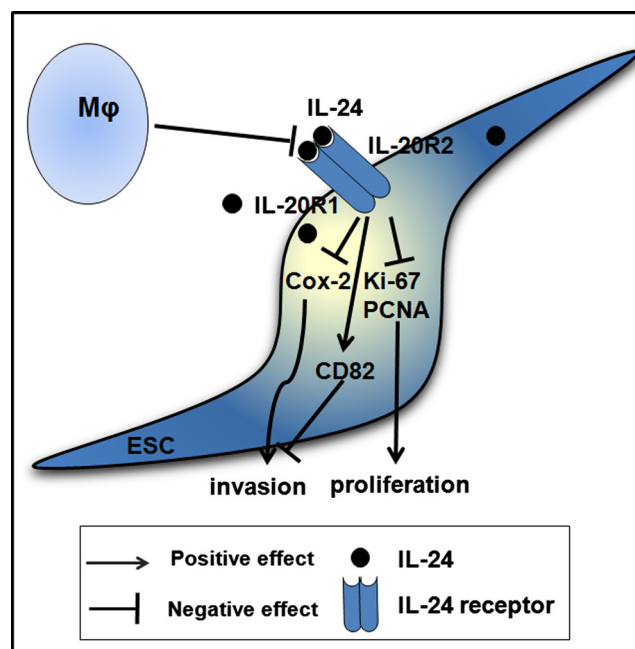 Mφ
IL-24
IL-20R2
IL-20R1
Cox-2
Ki-67
PCNA
CD82
ESC
invasion
proliferation
Positive effect
IL-24
Negative effect
IL-24 receptor